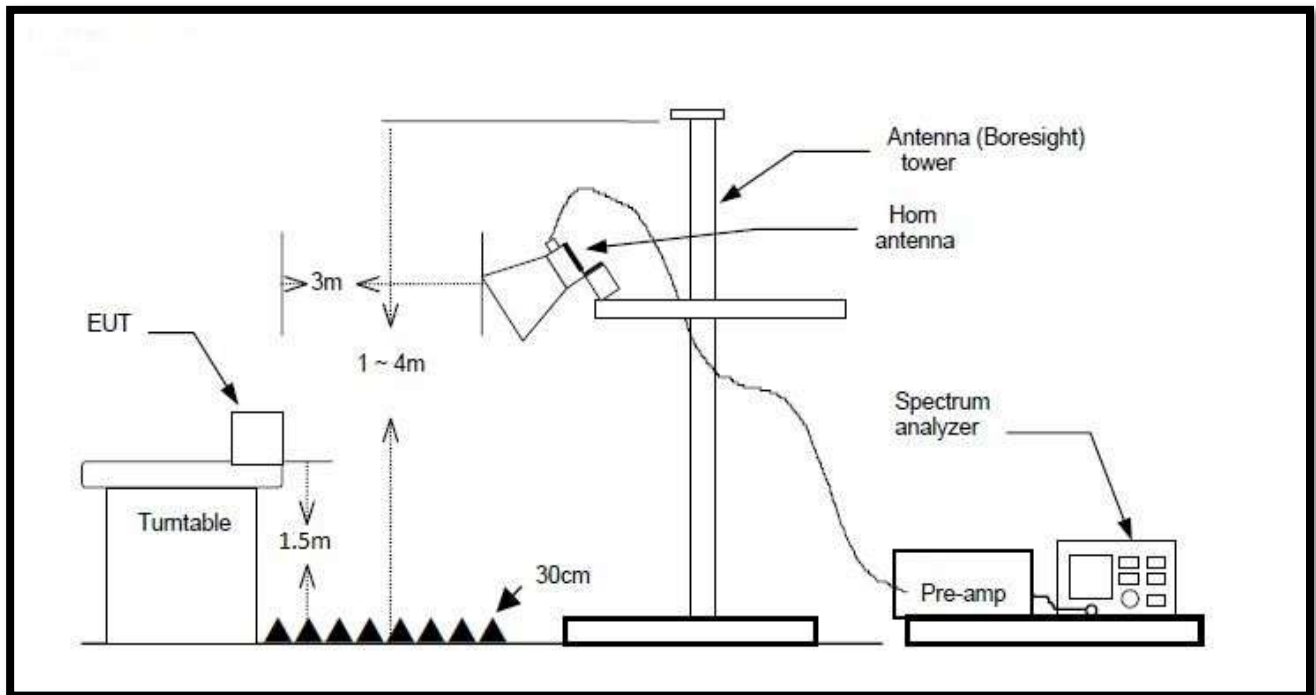 Antenna (Boresight)
tower
Horn
antenna
3m
EUT
1 ~ 4m
Spectrum
analyzer
Turntable
1.5m
30cm
Pre-amp